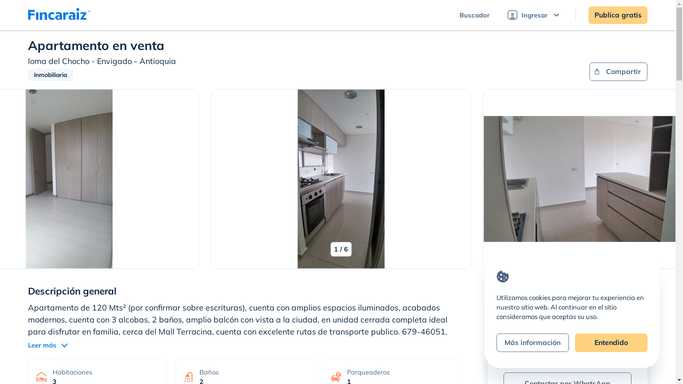 Fincaraiz
Buscador
Ingresar
Publica gratis
Apartamento en venta
loma del Chocho - Envigado - Antioquia
Inmobiliaria
Compartir
1 / 6
Descripción general
Apartamento de 120 Mts² (por confirmar sobre escrituras), cuenta con amplios espacios iluminados, acabados
modernos, cuenta con 3 alcobas, 2 baños, amplio balcón con vista a la ciudad, en unidad cerrada completa ideal
para disfrutar en familia, cerca del Mall Terracina, cuenta con excelente rutas de transporte publico. 679-46051.
Leer más
Habitaciones
3
Baños
2
Parqueaderos
1
Utilizamos cookies para mejorar tu experiencia en
nuestro sitio web. Al continuar en el sitio
consideramos que aceptas su uso.
Más información
Entendido
Contactar por WhatsApp